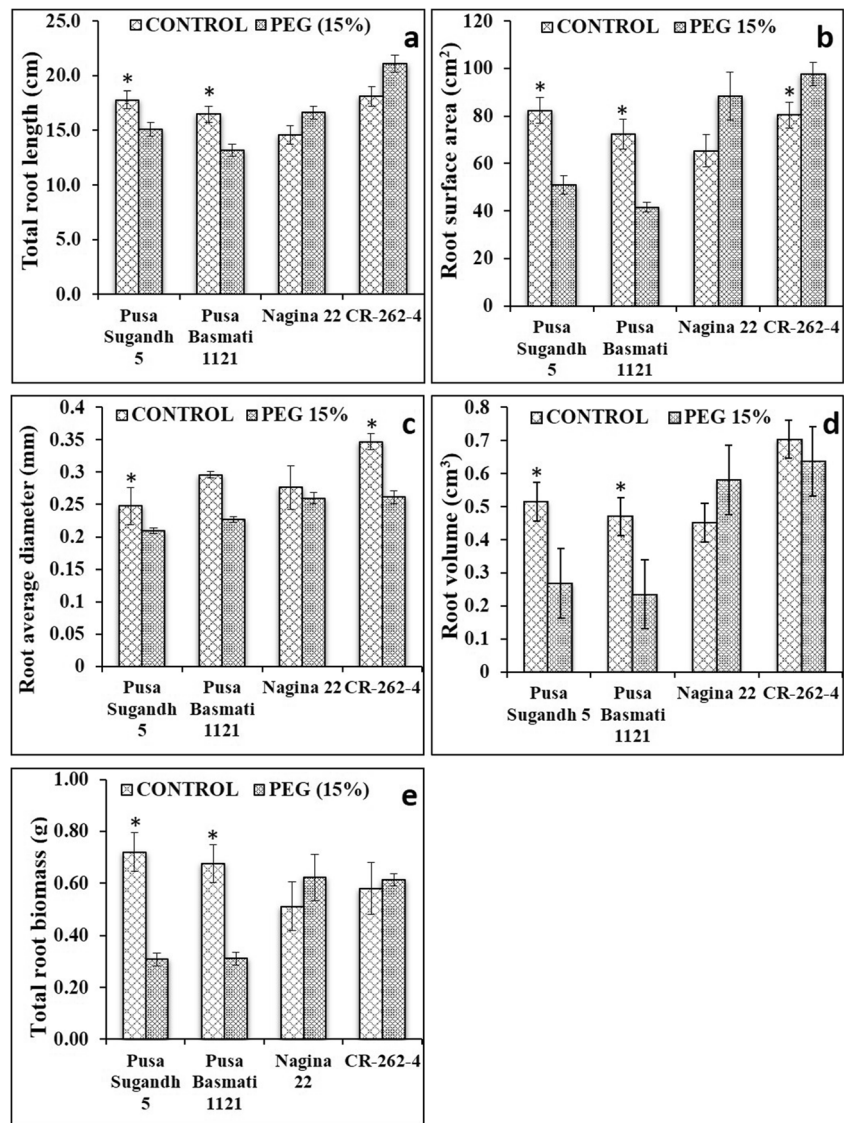 CONTROL PEG (15%) a
Total root length (cm)
25.0
20.0
15.0
10.0
5.0
0.0
* *
Pusa Sugandh 5
Pusa Basmati 1121
Nagina 22
CR-262-4
CONTROL PEG 15% b
Root surface area (cm²)
120
100
80
60
40
20
0
* * *
Pusa Sugandh 5
Pusa Basmati 1121
Nagina 22
CR-262-4
CONTROL PEG 15% c
Root average diameter (mm)
0.4
0.35
0.3
0.25
0.2
0.15
0.1
0.05
0
* *
Pusa Sugandh 5
Pusa Basmati 1121
Nagina 22
CR-262-4
CONTROL PEG 15% d
Root volume (cm³)
0.8
0.7
0.6
0.5
0.4
0.3
0.2
0.1
0
* *
Pusa Sugandh 5
Pusa Basmati 1121
Nagina 22
CR-262-4
CONTROL PEG (15%) e
Total root biomass (g)
1.00
0.80
0.60
0.40
0.20
0.00
* *
Pusa Sugandh 5
Pusa Basmati 1121
Nagina 22
CR-262-4